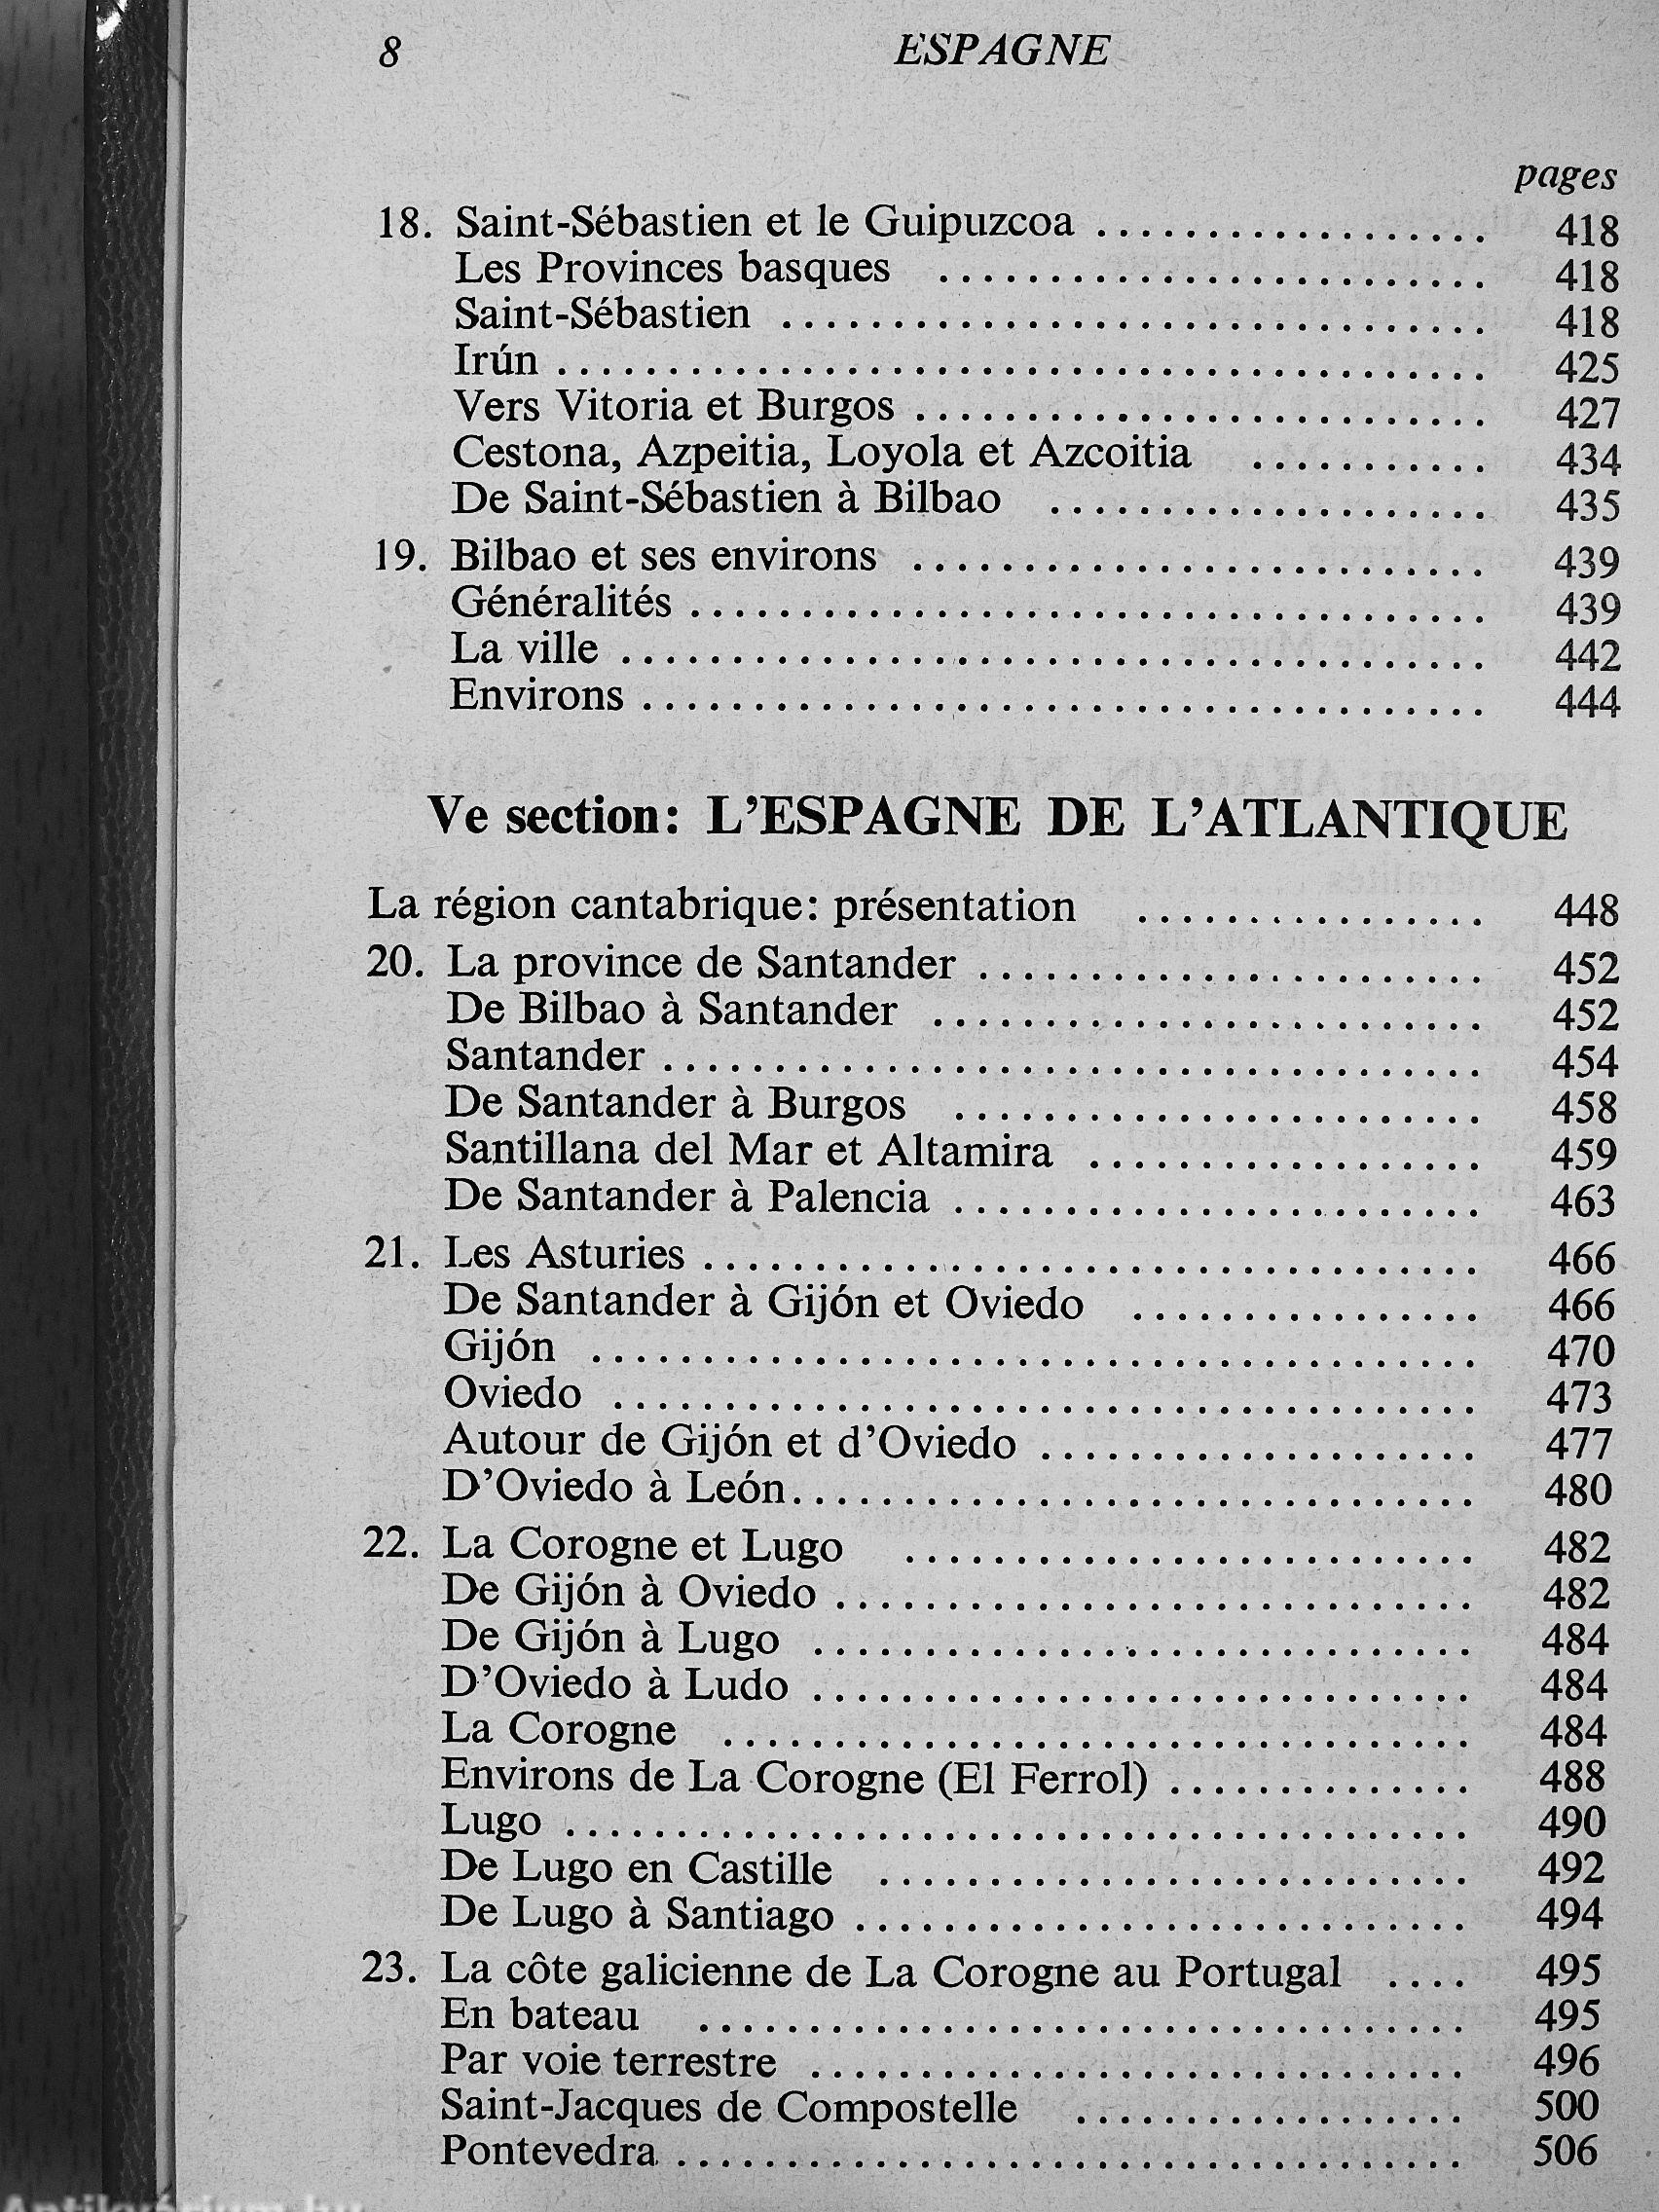 8 ESPAGNE
pages
18. Saint-Sébastien et le Guipuzcoa .................. 418
Les Provinces basques ......................... 418
Saint-Sébastien ................................ 418
Irún .......................................... 425
Vers Vitoria et Burgos .......................... 427
Cestona, Azpeitia, Loyola et Azcoitia ........... 434
De Saint-Sébastien à Bilbao .................... 435
19. Bilbao et ses environs .......................... 439
Généralités .................................... 439
La ville ....................................... 442
Environs ...................................... 444
Ve section: L'ESPAGNE DE L'ATLANTIQUE
La région cantabrique: présentation ................ 448
20. La province de Santander ....................... 452
De Bilbao à Santander ......................... 452
Santander ..................................... 454
De Santander à Burgos ........................ 458
Santillana del Mar et Altamira .................. 459
De Santander à Palencia ........................ 463
21. Les Asturies ................................... 466
De Santander à Gijón et Oviedo ................ 466
Gijón ........................................ 470
Oviedo ....................................... 473
Autour de Gijón et d'Oviedo .................... 477
D'Oviedo à León............................... 480
22. La Corogne et Lugo .......................... 482
De Gijón à Oviedo ............................. 482
De Gijón à Lugo .............................. 484
D'Oviedo à Ludo .............................. 484
La Corogne .................................. 484
Environs de La Corogne (El Ferrol) .............. 488
Lugo ......................................... 490
De Lugo en Castille ........................... 492
De Lugo à Santiago ............................ 494
23. La côte galicienne de La Corogne au Portugal .... 495
En bateau ................................... 495
Par voie terrestre .............................. 496
Saint-Jacques de Compostelle .................. 500
Pontevedra .................................... 506